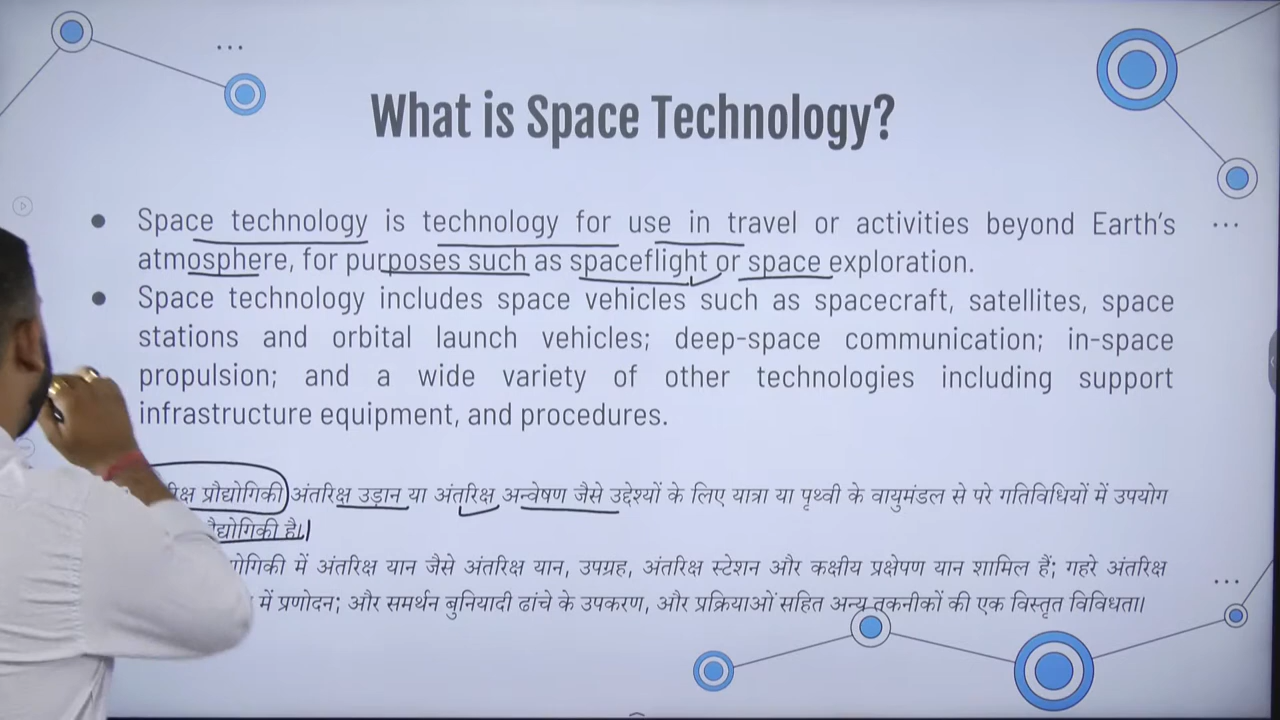 What is Space Technology?
Space technology is technology for use in travel or activities beyond Earth's
atmosphere, for purposes such as spaceflight or space exploration.
Space technology includes space vehicles such as spacecraft, satellites, space
stations and orbital launch vehicles; deep-space communication; in-space
propulsion; and a wide variety of other technologies including support
infrastructure equipment, and procedures.
प्रौद्योगिकी अंतरिक्ष उड़ान या अंतरिक्ष अन्वेषण जैसे उद्देश्यों के लिए यात्रा या पृथ्वी के वायुमंडल से परे गतिविधियों में उपयोग
है।
में अंतरिक्ष यान जैसे अंतरिक्ष यान, उपग्रह, अंतरिक्ष स्टेशन और कक्षीय प्रक्षेपण यान शामिल हैं; गहरे अंतरिक्ष
में प्रणोदन; और समर्थन बुनियादी ढांचे के उपकरण, और प्रक्रियाओं सहित अन्य तकनीकों की एक विस्तृत विविधता।